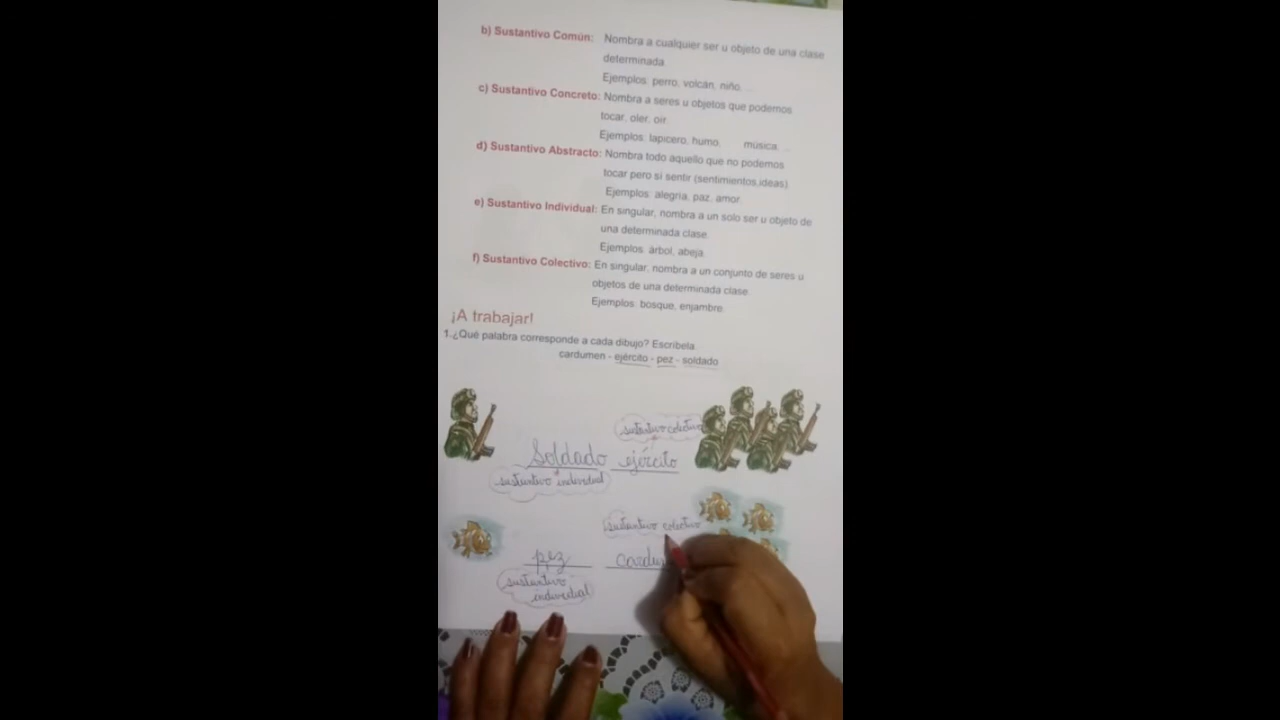 b) Sustantivo Común: Nombra a cualquier ser u objeto de una clase
determinada.
Ejemplos: perro, volcán, niño, ...
c) Sustantivo Concreto: Nombra a seres u objetos que podemos
tocar, oler, oir.
Ejemplos: lapicero, humo, música, ...
d) Sustantivo Abstracto: Nombra todo aquello que no podemos
tocar pero si sentir (sentimientos,ideas)
Ejemplos: alegría, paz, amor
e) Sustantivo Individual: En singular, nombra a un solo ser u objeto de
una determinada clase.
Ejemplos: árbol, abeja.
f) Sustantivo Colectivo: En singular, nombra a un conjunto de seres u
objetos de una determinada clase
Ejemplos: bosque, enjambre.
¡A trabajar!
1.¿Qué palabra corresponde a cada dibujo? Escríbela.
cardumen - ejército - pez - soldado
sustantivo colectivo
Soldado ejército
sustantivo individual
sustantivo colectivo
pez
sustantivo
individual